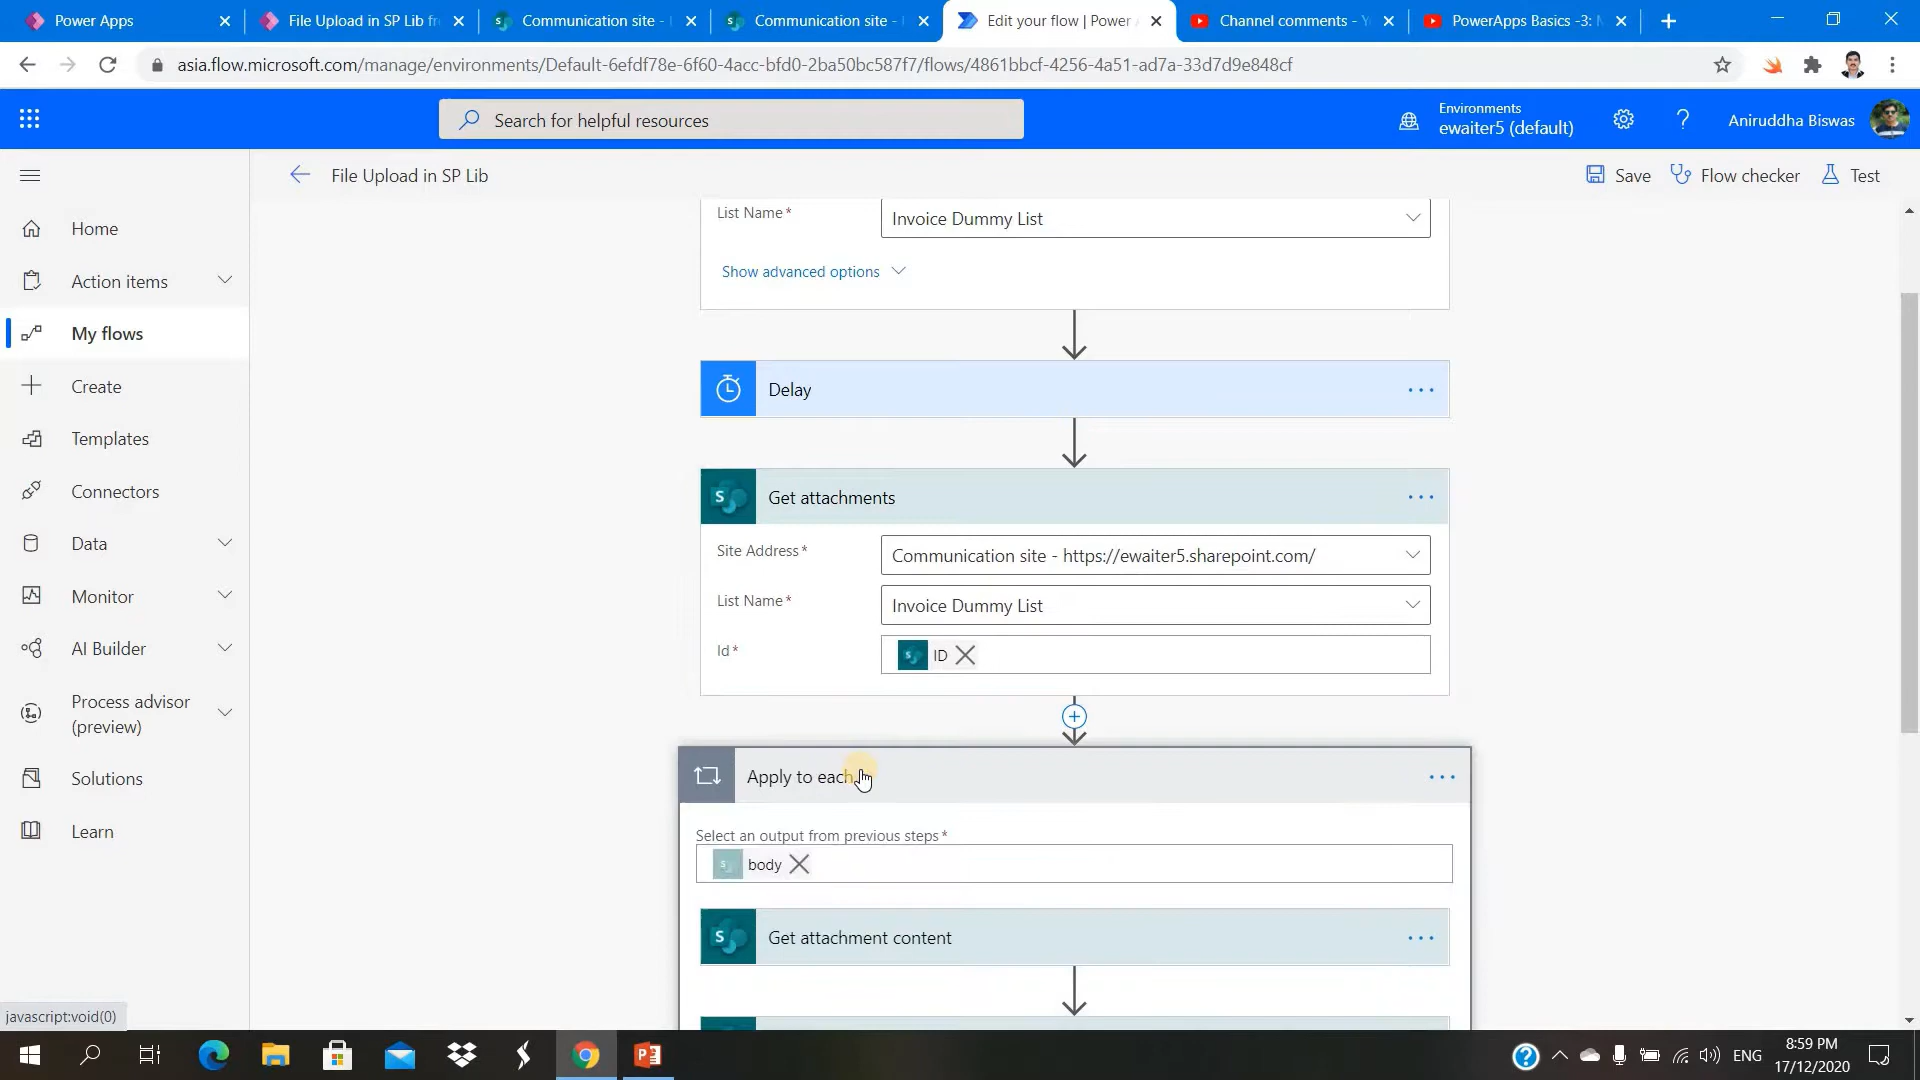 Power Apps
File Upload in SP Lib fr
Communication site -
Communication site -
Edit your flow | Power A
Channel comments - Y
PowerApps Basics -3: N
asia.flow.microsoft.com/manage/environments/Default-6efdf78e-6f60-4acc-bfd0-2ba50bc587f7/flows/4861bbcf-4256-4a51-ad7a-33d7d9e848cf
Search for helpful resources
Environments
ewaiter5 (default)
Aniruddha Biswas
File Upload in SP Lib
Save
Flow checker
Test
Home
Action items
My flows
Create
Templates
Connectors
Data
Monitor
AI Builder
Process advisor
(preview)
Solutions
Learn
List Name *
Invoice Dummy List
Show advanced options
Delay
Get attachments
Site Address *
Communication site - https://ewaiter5.sharepoint.com/
List Name *
Invoice Dummy List
Id *
ID
Apply to each
Select an output from previous steps *
body
Get attachment content
javascript:void(0)
ENG
8:59 PM
17/12/2020